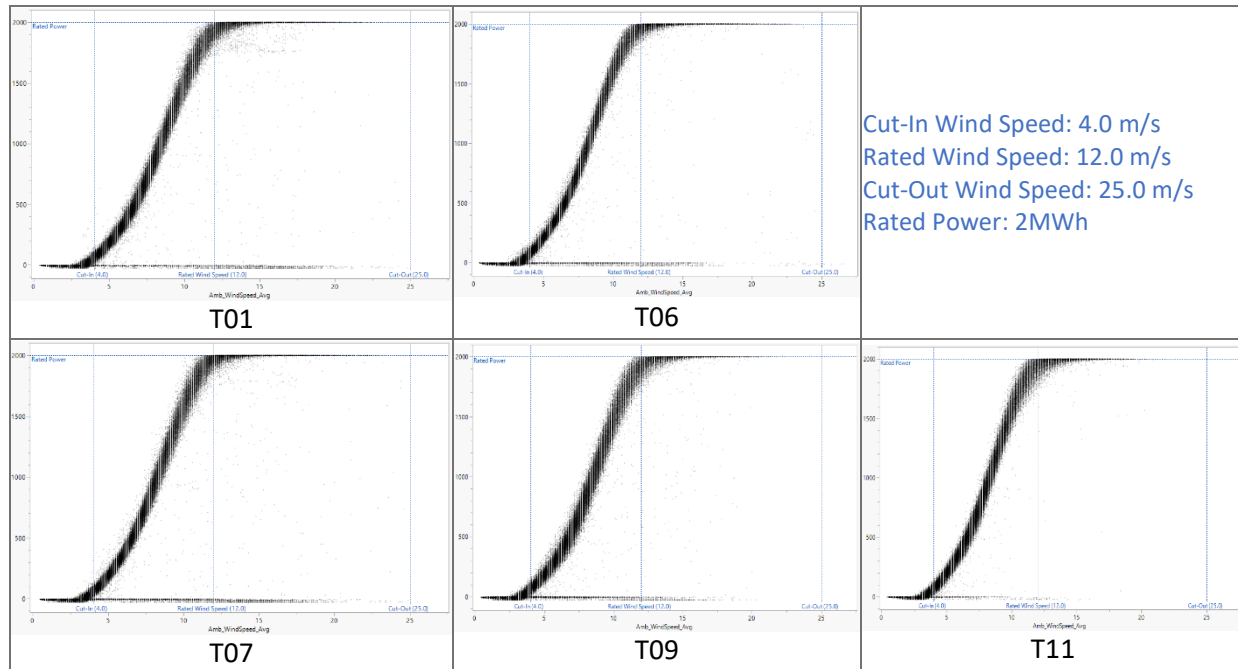 2000
Rated Power
1500
1000
500
0
Cut-In (4.0) Rated Wind Speed (12.0) Cut-Out (25.0)
0 5 10 15 20 25
Amb_WindSpeed_Avg
T01
2000
Rated Power
1500
1000
500
0
Cut-In (4.0) Rated Wind Speed (12.0) Cut-Out (25.0)
0 5 10 15 20 25
Amb_WindSpeed_Avg
T06
Cut-In Wind Speed: 4.0 m/s
Rated Wind Speed: 12.0 m/s
Cut-Out Wind Speed: 25.0 m/s
Rated Power: 2MWh
2000
Rated Power
1500
1000
500
0
Cut-In (4.0) Rated Wind Speed (12.0) Cut-Out (25.0)
0 5 10 15 20 25
Amb_WindSpeed_Avg
T07
2000
Rated Power
1500
1000
500
0
Cut-In (4.0) Rated Wind Speed (12.0) Cut-Out (25.0)
0 5 10 15 20 25
Amb_WindSpeed_Avg
T09
2000
Rated Power
1500
1000
500
0
Cut-In (4.0) Rated Wind Speed (12.0) Cut-Out (25.0)
0 5 10 15 20 25
Amb_WindSpeed_Avg
T11